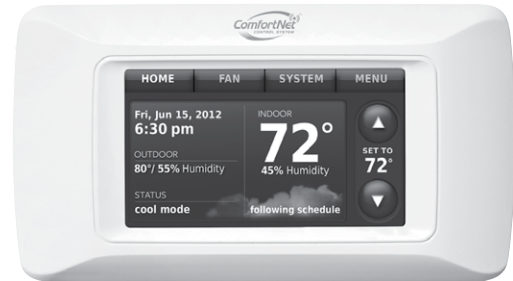 ComfortNet
CONTROL SYSTEM
HOME FAN SYSTEM MENU
Fri, Jun 15, 2012
6:30 pm
OUTDOOR
80°/ 55% Humidity
STATUS
cool mode
INDOOR
72°
45% Humidity
following schedule
SET TO
72°